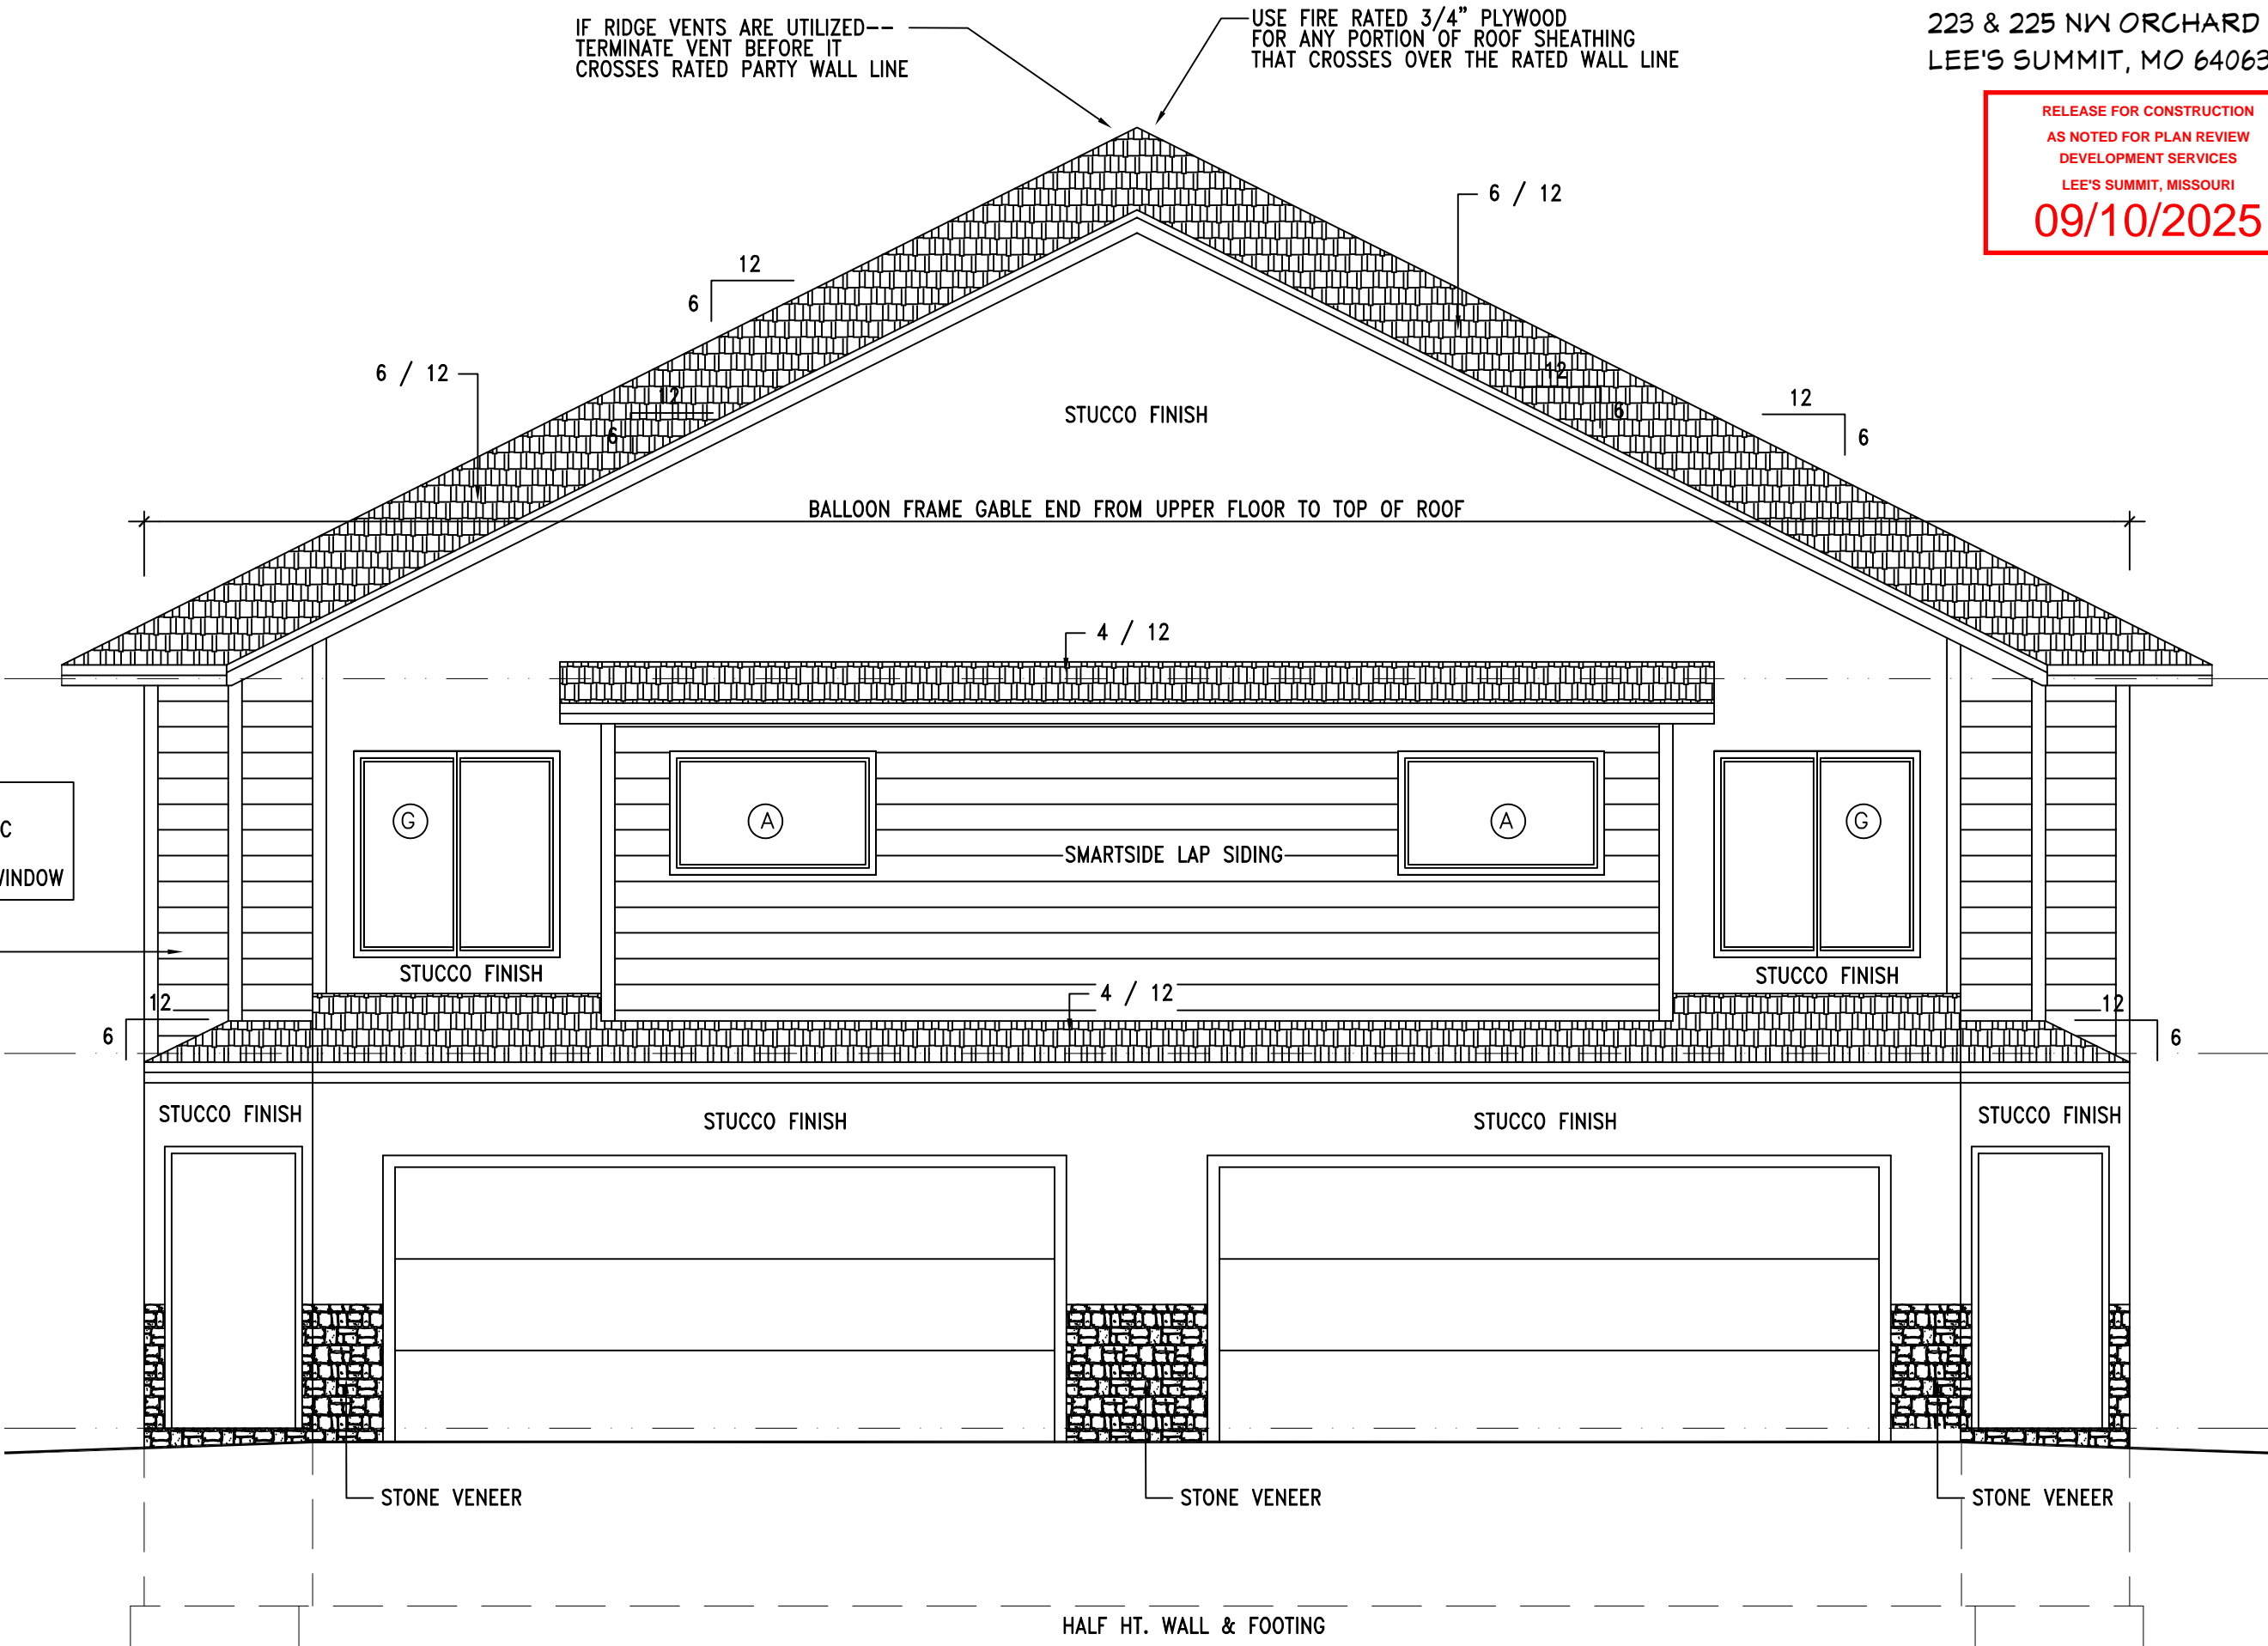 IF RIDGE VENTS ARE UTILIZED--
TERMINATE VENT BEFORE IT
CROSSES RATED PARTY WALL LINE
USE FIRE RATED 3/4" PLYWOOD
FOR ANY PORTION OF ROOF SHEATHING
THAT CROSSES OVER THE RATED WALL LINE
223 & 225 NW ORCHARD
LEE'S SUMMIT, MO 64063
RELEASE FOR CONSTRUCTION
AS NOTED FOR PLAN REVIEW
DEVELOPMENT SERVICES
LEE'S SUMMIT, MISSOURI
09/10/2025
6 / 12
12
6
6 / 12
12
6
12
6
12
6
STUCCO FINISH
BALLOON FRAME GABLE END FROM UPPER FLOOR TO TOP OF ROOF
4 / 12
G
A
A
G
C
WINDOW
SMARTSIDE LAP SIDING
STUCCO FINISH
STUCCO FINISH
12
6
4 / 12
12
6
STUCCO FINISH
STUCCO FINISH
STUCCO FINISH
STUCCO FINISH
STONE VENEER
STONE VENEER
STONE VENEER
HALF HT. WALL & FOOTING